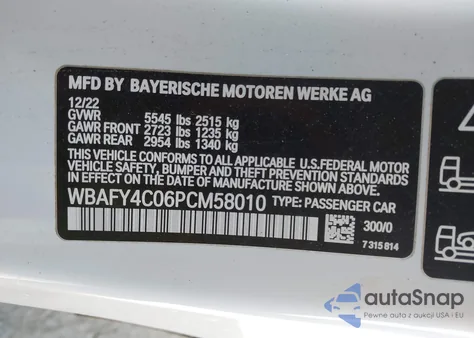 MFD BY BAYERISCHE MOTOREN WERKE AG
12/22
GVWR 5545 lbs 2515 kg
GAWR FRONT 2723 lbs 1235 kg
GAWR REAR 2954 lbs 1340 kg
THIS VEHICLE CONFORMS TO ALL APPLICABLE U.S.FEDERAL MOTOR
VEHICLE SAFETY, BUMPER AND THEFT PREVENTION STANDARDS IN
EFFECT ON THE DATE OF MANUFACTURE SHOWN ABOVE.
WBAFY4C06PCM58010 TYPE: PASSENGER CAR
300/0
7 315 814
autoSnap
Pewne auta z aukcji USA i EU